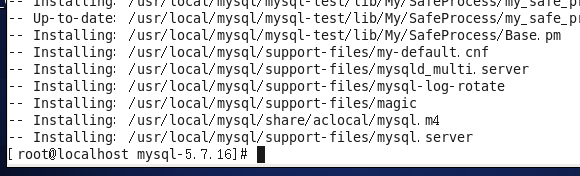 -- Installing: /usr/local/mysql/mysql-test/lib/My/SafeProcess/my_safe_pr
-- Up-to-date: /usr/local/mysql/mysql-test/lib/My/SafeProcess/my_safe_pr
-- Installing: /usr/local/mysql/mysql-test/lib/My/SafeProcess/Base.pm
-- Installing: /usr/local/mysql/support-files/my-default.cnf
-- Installing: /usr/local/mysql/support-files/mysqld_multi.server
-- Installing: /usr/local/mysql/support-files/mysql-log-rotate
-- Installing: /usr/local/mysql/support-files/magic
-- Installing: /usr/local/mysql/share/aclocal/mysql.m4
-- Installing: /usr/local/mysql/support-files/mysql.server
[root@localhost mysql-5.7.16]#